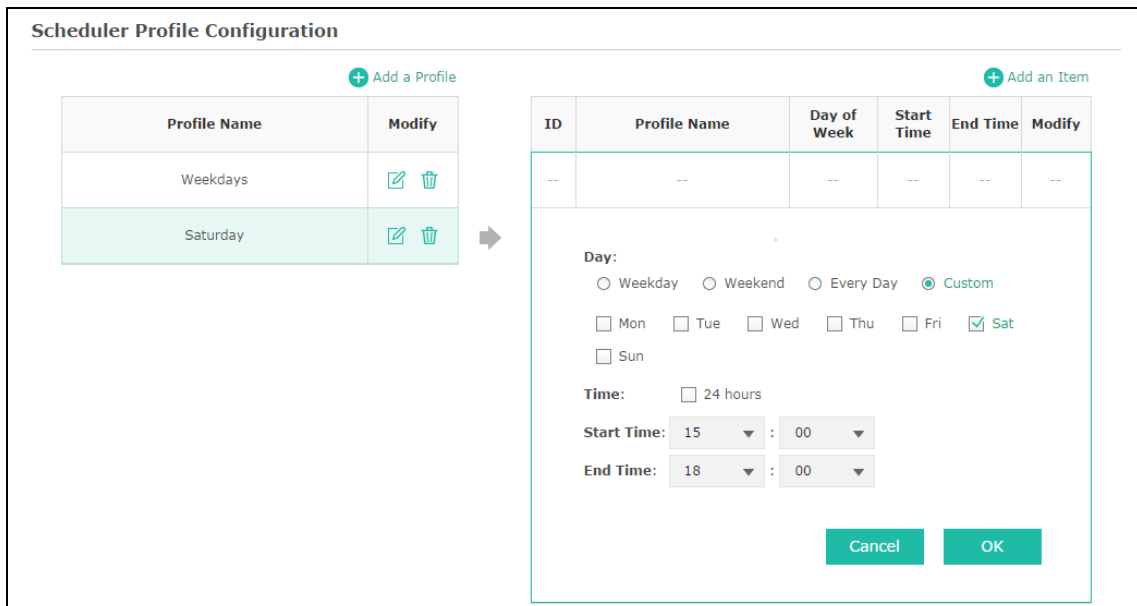 Scheduler Profile Configuration
Add a Profile
Profile Name Modify
Weekdays
Saturday
Add an Item
ID Profile Name Day of Week Start Time End Time Modify
-- -- -- -- -- --
Day:
Weekday Weekend Every Day Custom
Mon Tue Wed Thu Fri Sat
Sun
Time: 24 hours
Start Time: 15 : 00
End Time: 18 : 00
Cancel OK